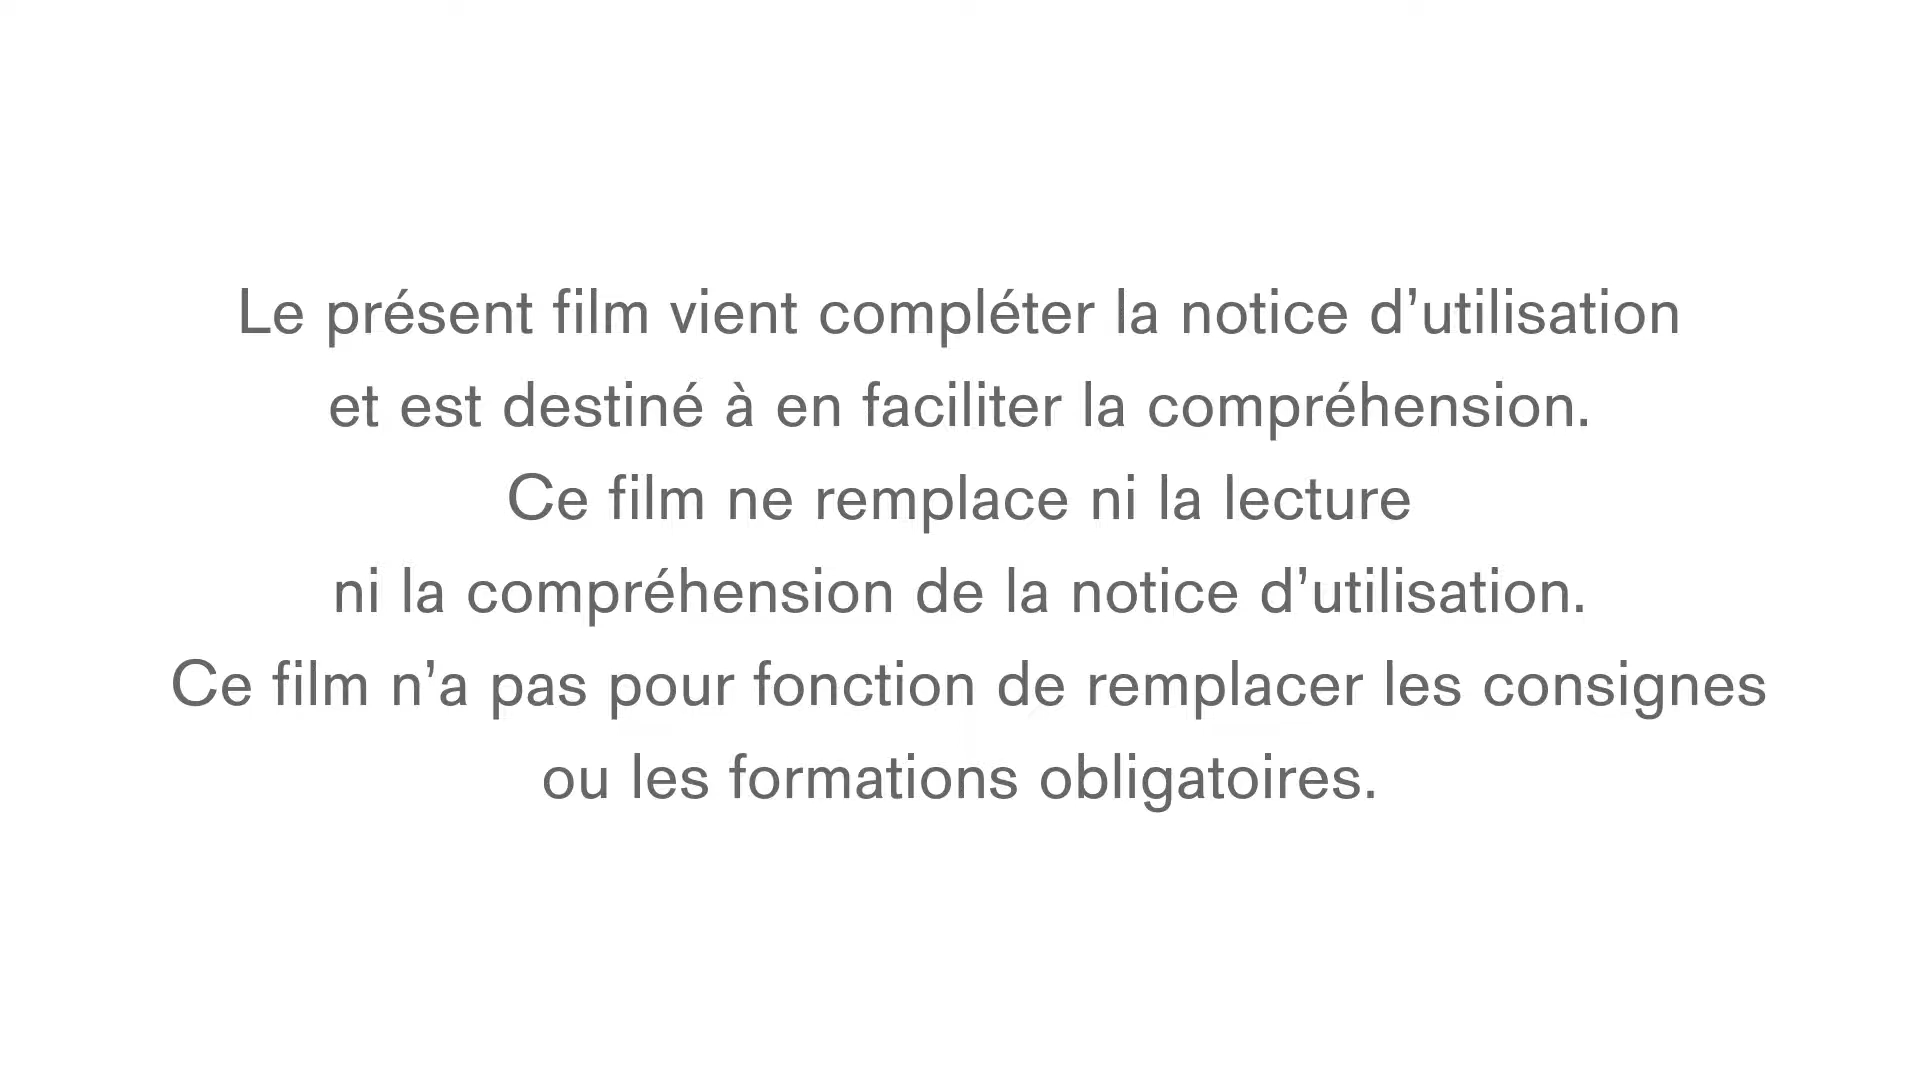 Le présent film vient compléter la notice d’utilisation
et est destiné à en faciliter la compréhension.
Ce film ne remplace ni la lecture
ni la compréhension de la notice d’utilisation.
Ce film n’a pas pour fonction de remplacer les consignes
ou les formations obligatoires.